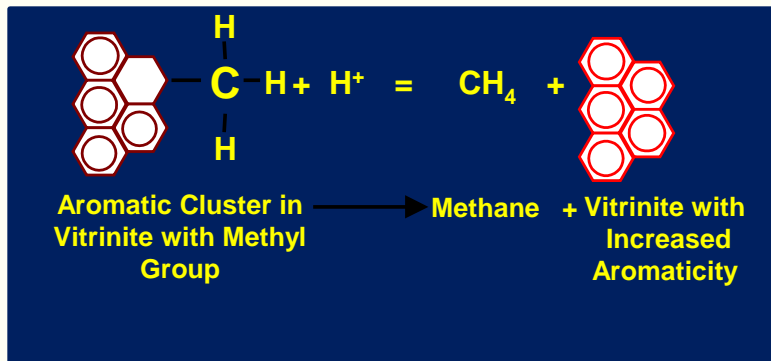 H
C H + H⁺ = CH₄ +
H
Aromatic Cluster in
Vitrinite with Methyl
Group
Methane + Vitrinite with
Increased
Aromaticity